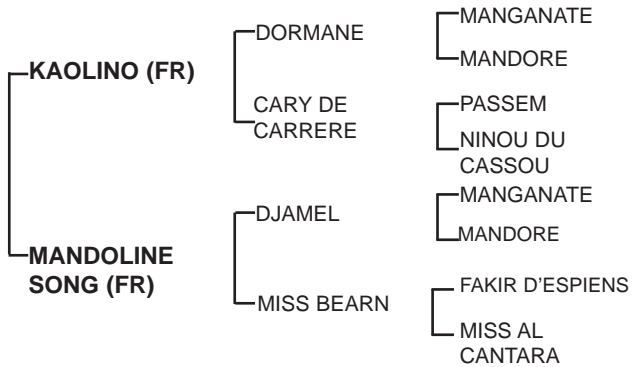 MANGANATE
DORMANE
MANDORE
KAOLINO (FR)
CARY DE
CARRERE
PASSEM
NINOU DU
CASSOU
MANGANATE
DJAMEL
MANDORE
MANDOLINE
SONG (FR)
FAKIR D'ESPIENS
MISS BEARN
MISS AL
CANTARA